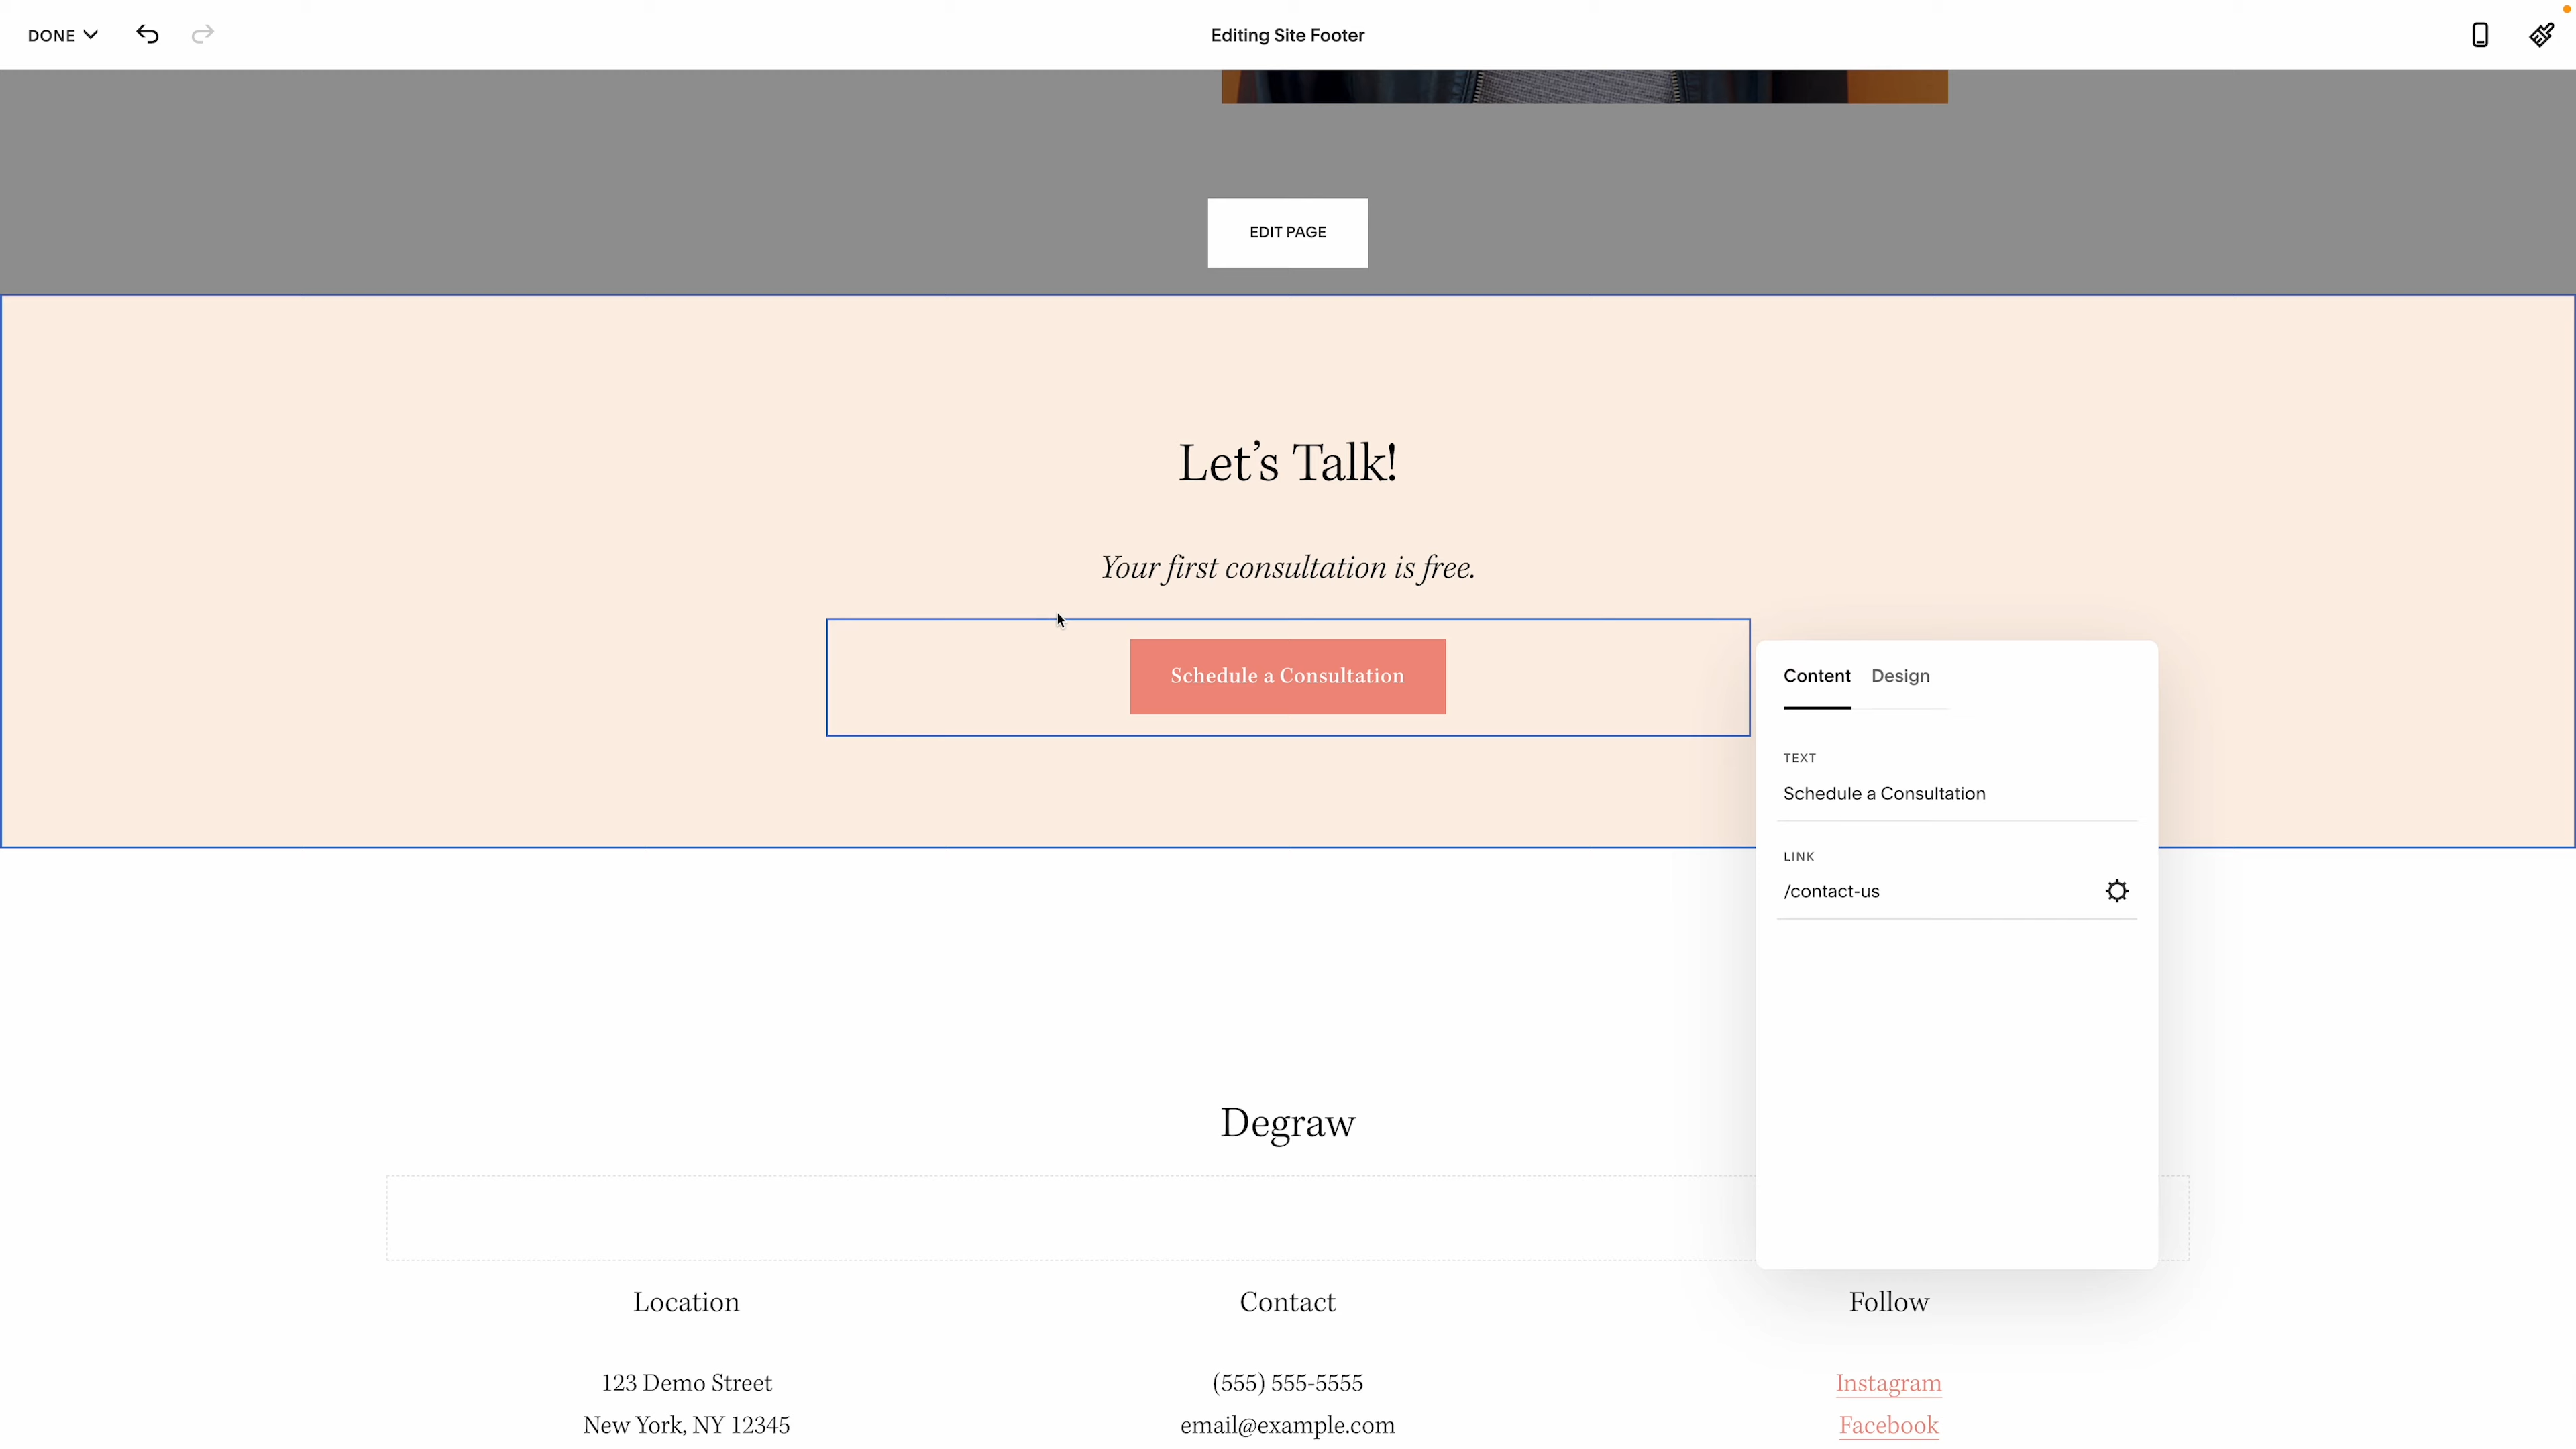 DONE
Editing Site Footer
EDIT PAGE
Let's Talk!
Your first consultation is free.
Schedule a Consultation
Content Design
TEXT
Schedule a Consultation
LINK
/contact-us
Degraw
Location
123 Demo Street
New York, NY 12345
Contact
(555) 555-5555
email@example.com
Follow
Instagram
Facebook